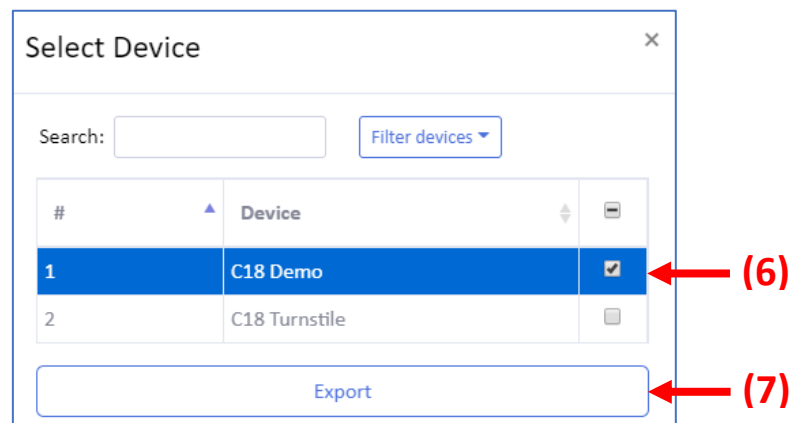 Select Device ×
Search: Filter devices
# Device
1 C18 Demo (6)
2 C18 Turnstile
Export (7)